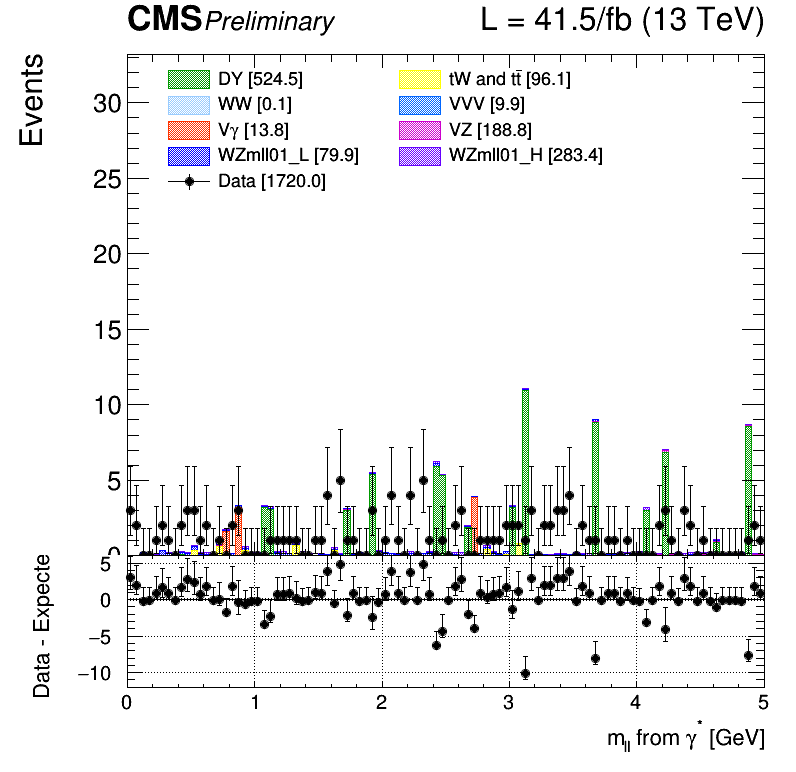 CMS Preliminary L = 41.5/fb (13 TeV)
Events
DY [524.5] tW and tt̄ [96.1]
WW [0.1] VVV [9.9]
Vγ [13.8] VZ [188.8]
WZmll01_L [79.9] WZmll01_H [283.4]
Data [1720.0]
30
25
20
15
10
5
0
Data - Expecte
5
0
−5
−10
0 1 2 3 4 5
m_ll from γ* [GeV]